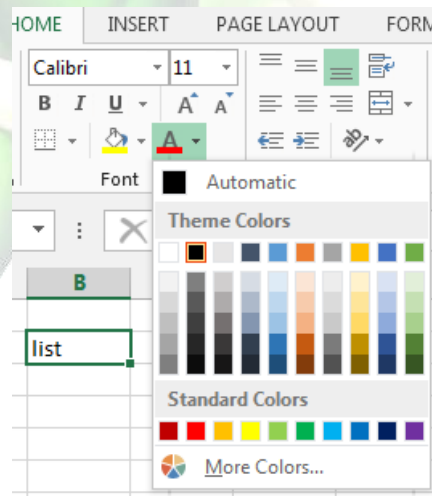 HOME INSERT PAGE LAYOUT FORM
Calibri 11
B I U A A
A
Font
Automatic
Theme Colors
B
list
Standard Colors
More Colors...